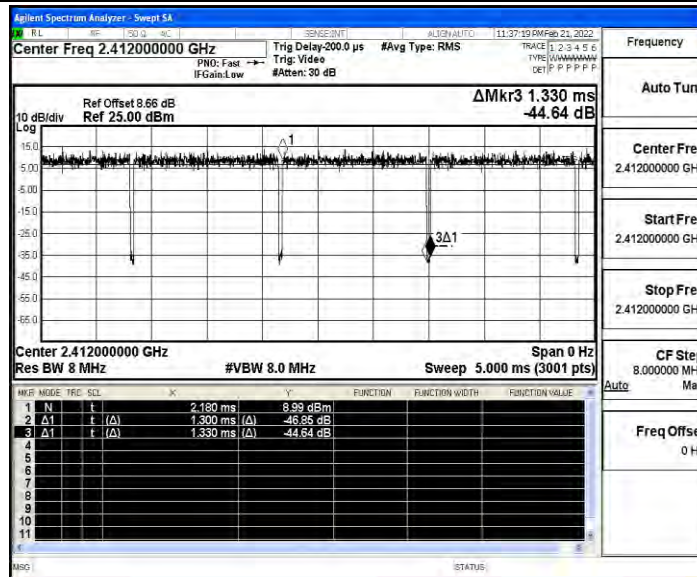 Agilent Spectrum Analyzer - Swept SA
RL RF 50 Ω AC SENSE:INT ALIGN AUTO 11:37:19 PM Feb 21, 2022
Center Freq 2.412000000 GHz
PNO: Fast
IFGain:Low
Trig Delay-200.0 µs
Trig: Video
#Atten: 30 dB
#Avg Type: RMS
TRACE 1 2 3 4 5 6
TYPE WWWWWW
DET P P P P P P
Ref Offset 8.66 dB
10 dB/div Ref 25.00 dBm
Log
ΔMkr3 1.330 ms
-44.64 dB
15.0
5.00
-5.00
-15.0
-25.0
-35.0
-45.0
-55.0
-65.0
1
3Δ1
Center 2.412000000 GHz Span 0 Hz
Res BW 8 MHz #VBW 8.0 MHz Sweep 5.000 ms (3001 pts)
MKR MODE TRC SCL X Y FUNCTION FUNCTION WIDTH FUNCTION VALUE
1 N t 2.180 ms 8.99 dBm
2 Δ1 t (Δ) 1.300 ms (Δ) -46.85 dB
3 Δ1 t (Δ) 1.330 ms (Δ) -44.64 dB
4
5
6
7
8
9
10
11
MSG STATUS
Frequency
Auto Tun
Center Fre
2.412000000 GH
Start Fre
2.412000000 GH
Stop Fre
2.412000000 GH
CF Ste
8.000000 MH
Auto Ma
Freq Offse
0 H